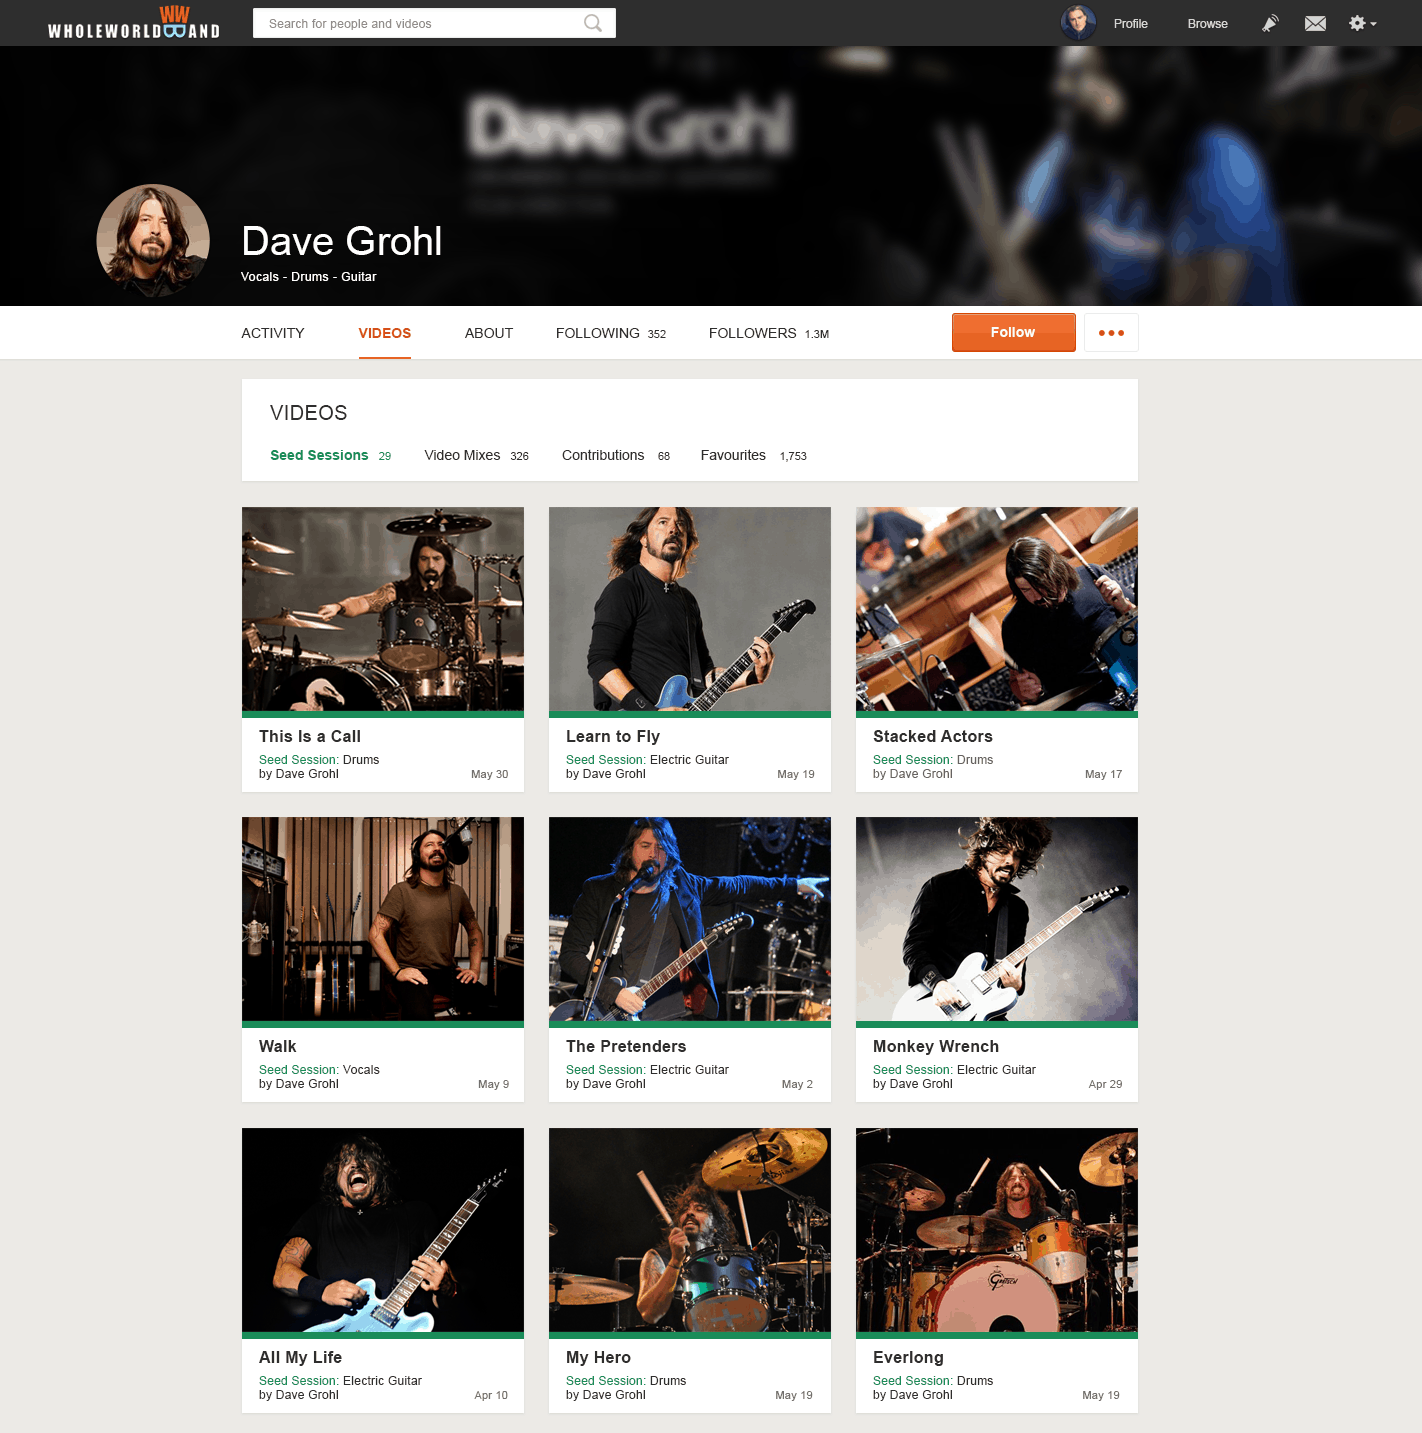 WW
WHOLEWORLDBAND
Search for people and videos
Profile
Browse
Dave Grohl
Dave Grohl
Vocals - Drums - Guitar
ACTIVITY
VIDEOS
ABOUT
FOLLOWING 352
FOLLOWERS 1.3M
Follow
VIDEOS
Seed Sessions 29
Video Mixes 326
Contributions 68
Favourites 1,753
This Is a Call
Seed Session: Drums
by Dave Grohl
May 30
Learn to Fly
Seed Session: Electric Guitar
by Dave Grohl
May 19
Stacked Actors
Seed Session: Drums
by Dave Grohl
May 17
Walk
Seed Session: Vocals
by Dave Grohl
May 9
The Pretenders
Seed Session: Electric Guitar
by Dave Grohl
May 2
Monkey Wrench
Seed Session: Electric Guitar
by Dave Grohl
Apr 29
Gretsch
All My Life
Seed Session: Electric Guitar
by Dave Grohl
Apr 10
My Hero
Seed Session: Drums
by Dave Grohl
May 19
Everlong
Seed Session: Drums
by Dave Grohl
May 19